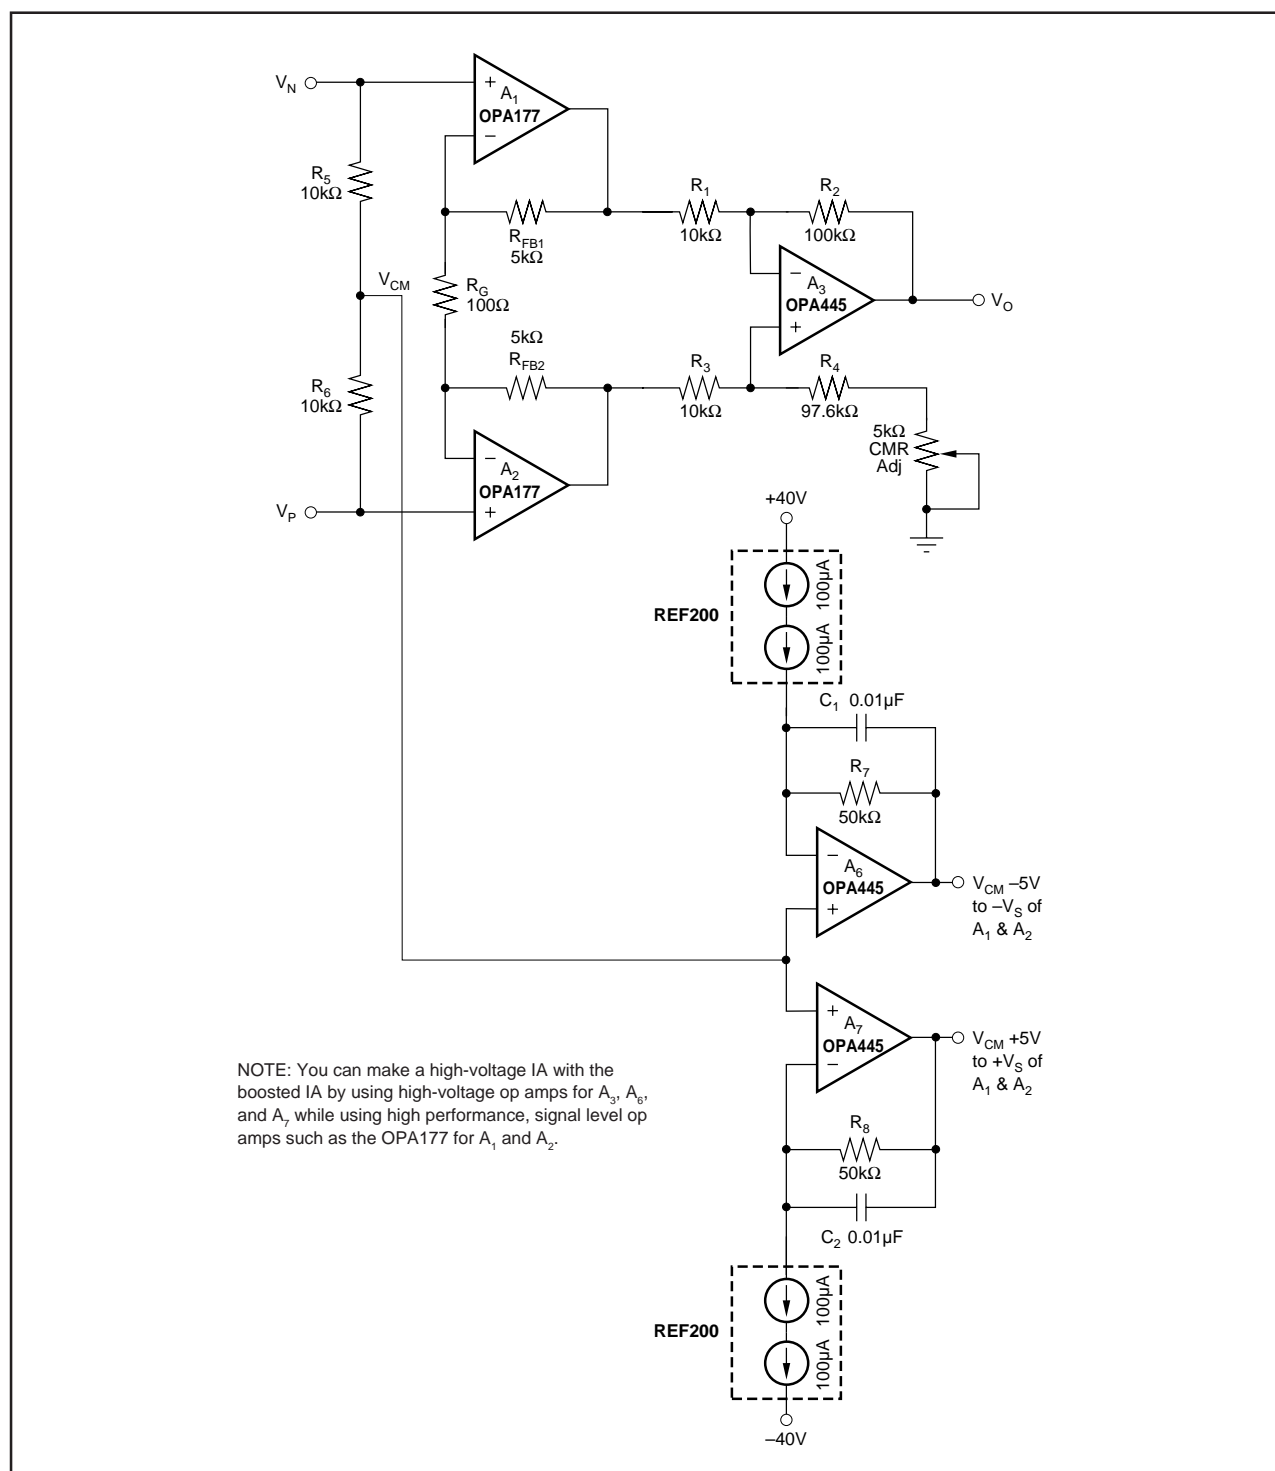 V_N
+
A_1
OPA177
–
R_5
10kΩ
R_FB1
5kΩ
R_1
10kΩ
R_2
100kΩ
V_CM
R_G
100Ω
–
A_3
OPA445
+
V_O
5kΩ
R_FB2
R_3
10kΩ
R_4
97.6kΩ
R_6
10kΩ
5kΩ
CMR
Adj
–
A_2
OPA177
+
V_P
+40V
REF200
100µA
100µA
C_1 0.01µF
R_7
50kΩ
–
A_6
OPA445
+
V_CM –5V
to –V_S of
A_1 & A_2
+
A_7
OPA445
–
V_CM +5V
to +V_S of
A_1 & A_2
NOTE: You can make a high-voltage IA with the
boosted IA by using high-voltage op amps for A_3, A_6,
and A_7 while using high performance, signal level op
amps such as the OPA177 for A_1 and A_2.
R_8
50kΩ
C_2 0.01µF
REF200
100µA
100µA
–40V